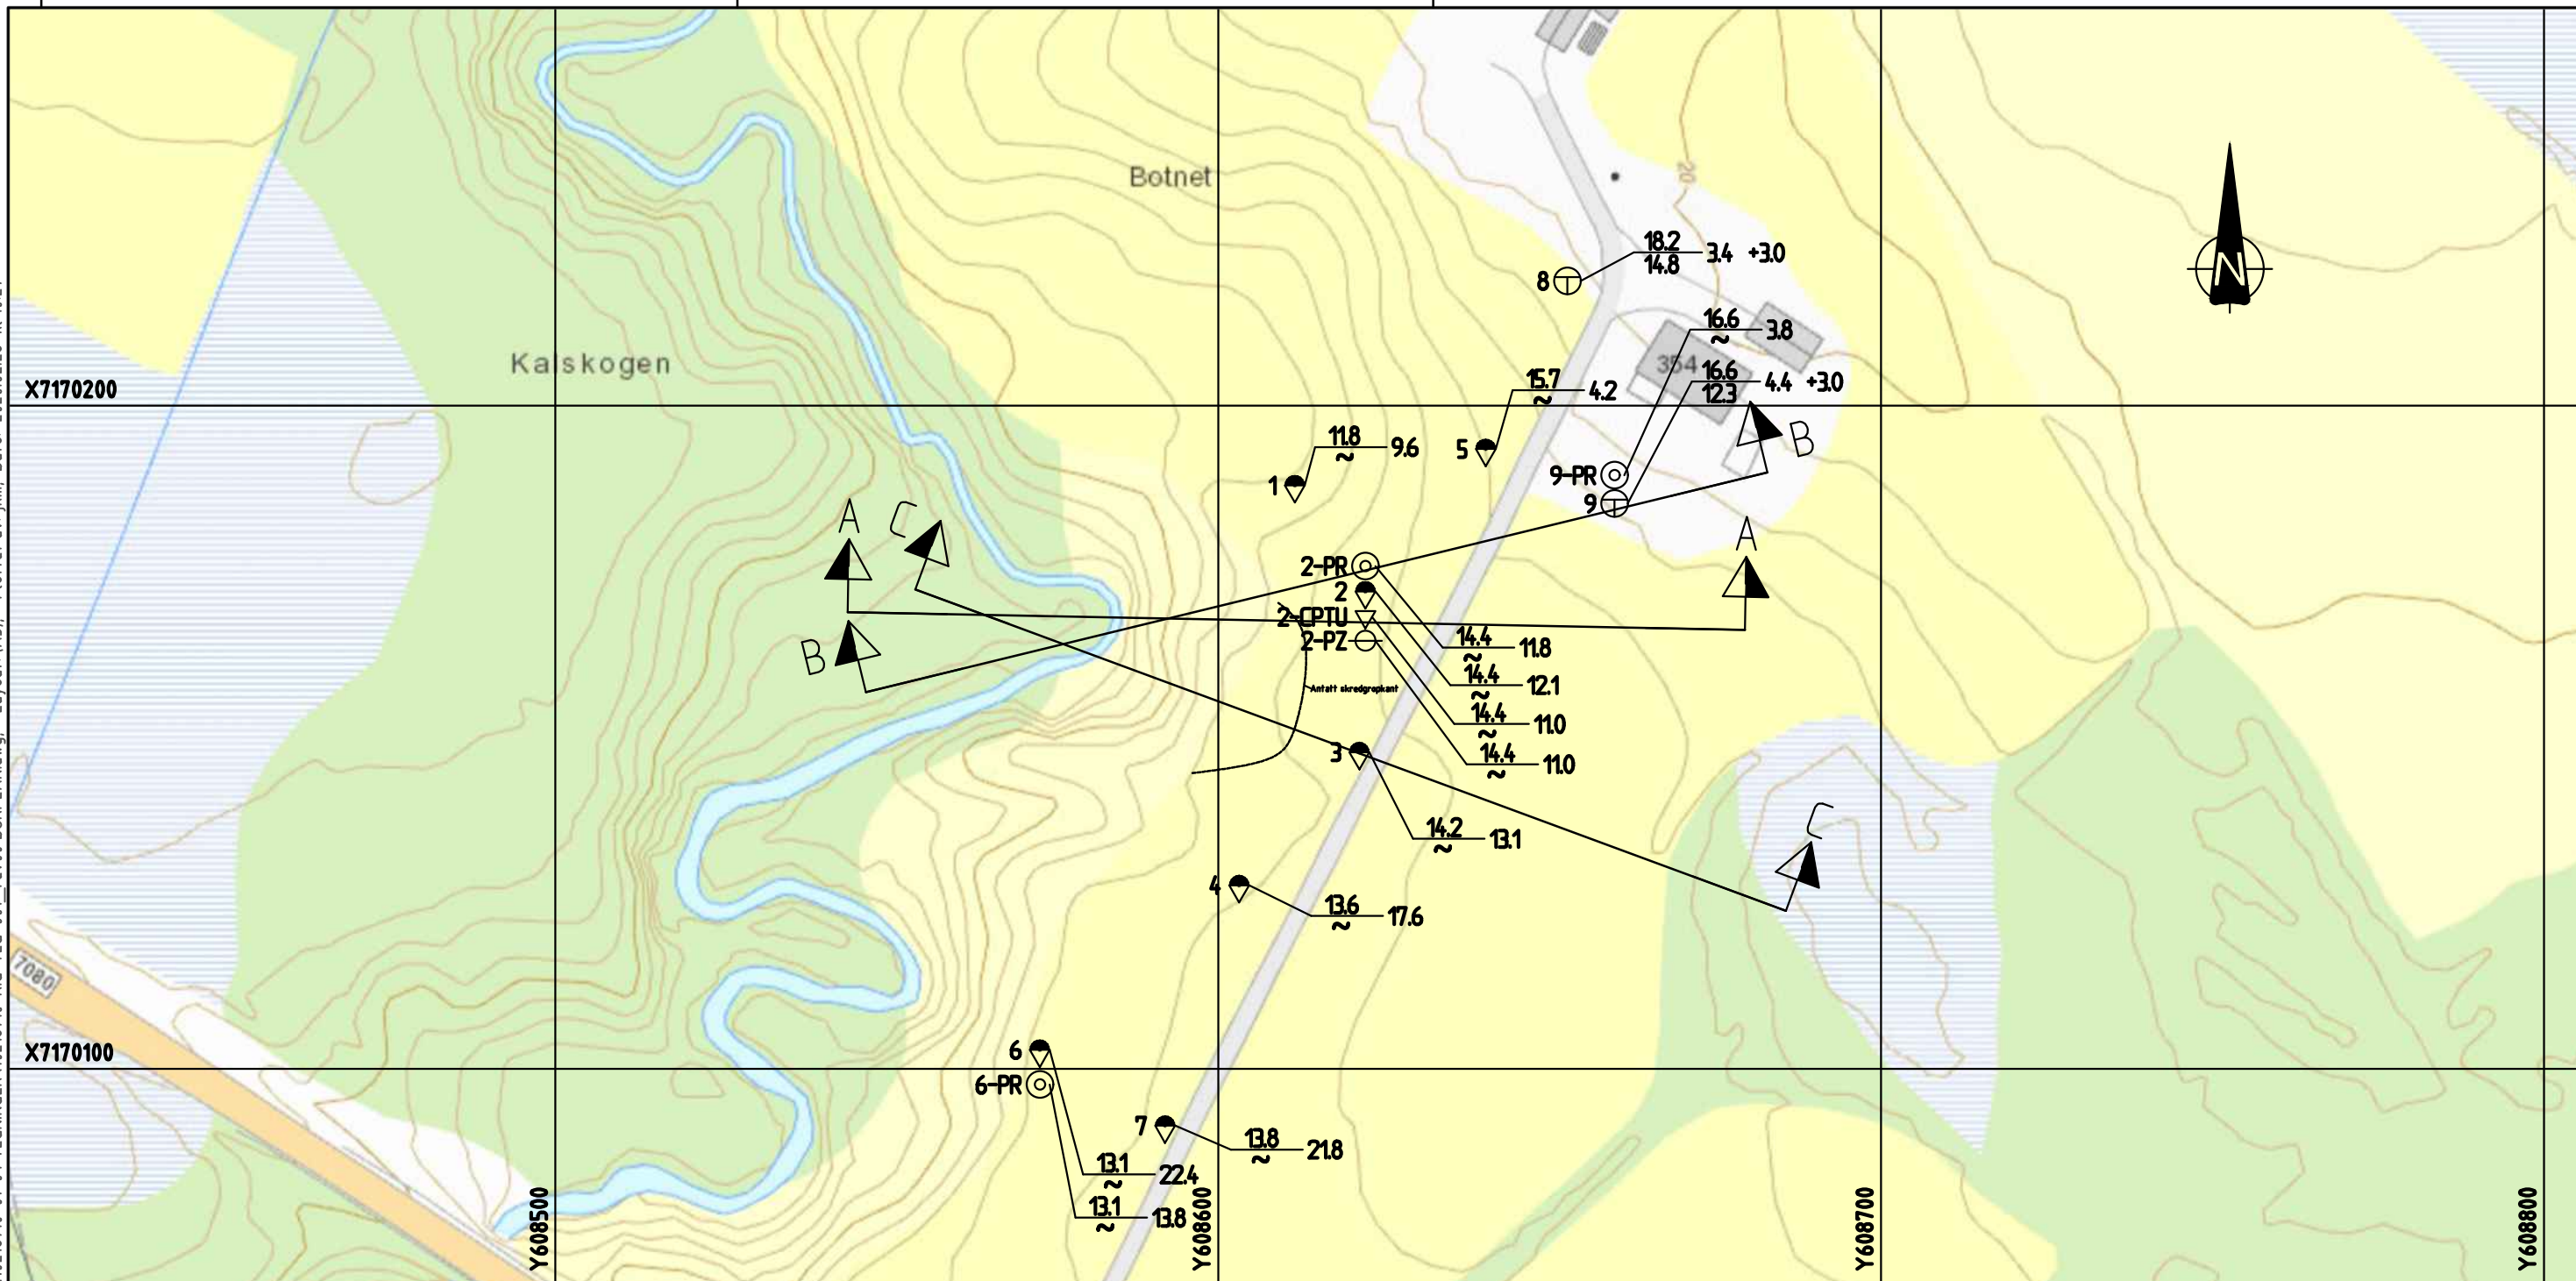 Botnet
20
N
18.2
14.8
3.4 +3.0
8
16.6
~
3.8
Kalskogen
354
X7170200
15.7
~
4.2
16.6
12.3
4.4 +3.0
11.8
~
9.6
5
B
1
9-PR
9
A
C
A
2-PR
2
2-CPTU
2-PZ
B
14.4
~
11.8
14.4
~
12.1
Antatt skredgropkant
14.4
~
11.0
3
14.4
~
11.0
C
14.2
~
13.1
4
13.6
~
17.6
7080
X7170100
6
6-PR
7
13.8
~
21.8
13.1
~
22.4
13.1
~
13.8
Y608500
Y608600
Y608700
Y608800